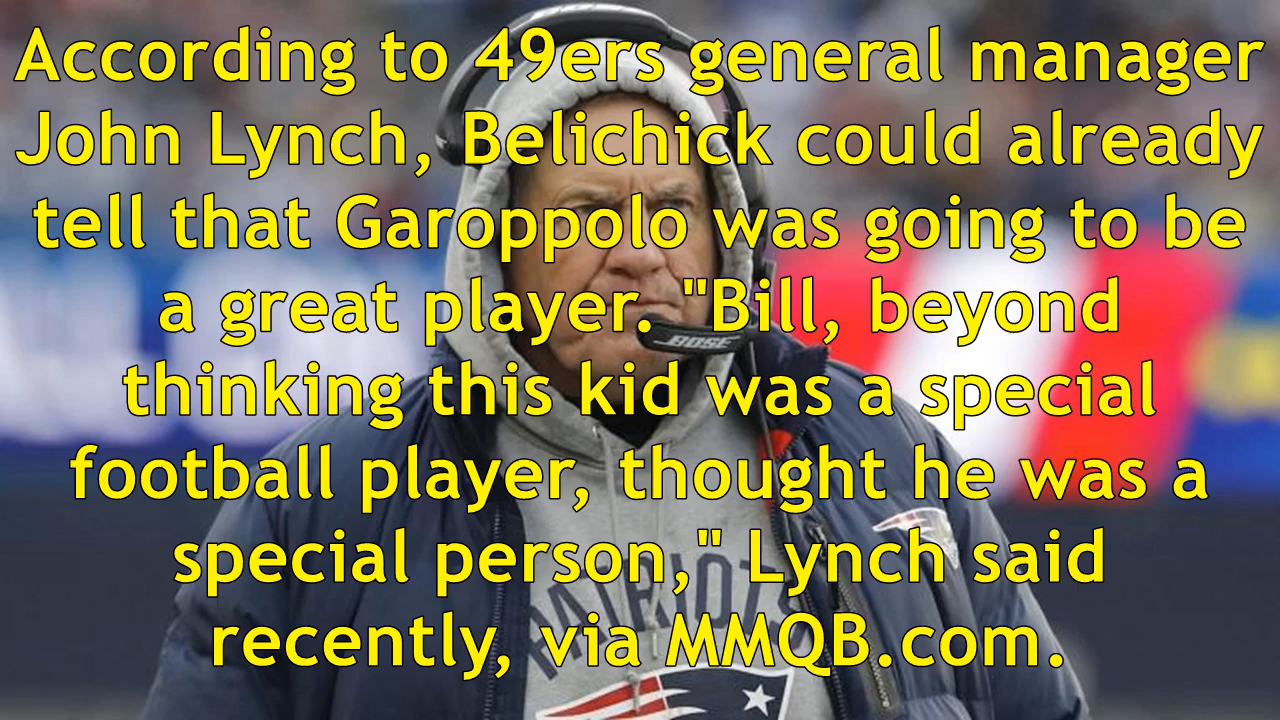 According to 49ers general manager
John Lynch, Belichick could already
tell that Garoppolo was going to be
a great player. "Bill, beyond
thinking this kid was a special
football player, thought he was a
special person," Lynch said
recently, via MMQB.com.
BOSE
PATRIOTS